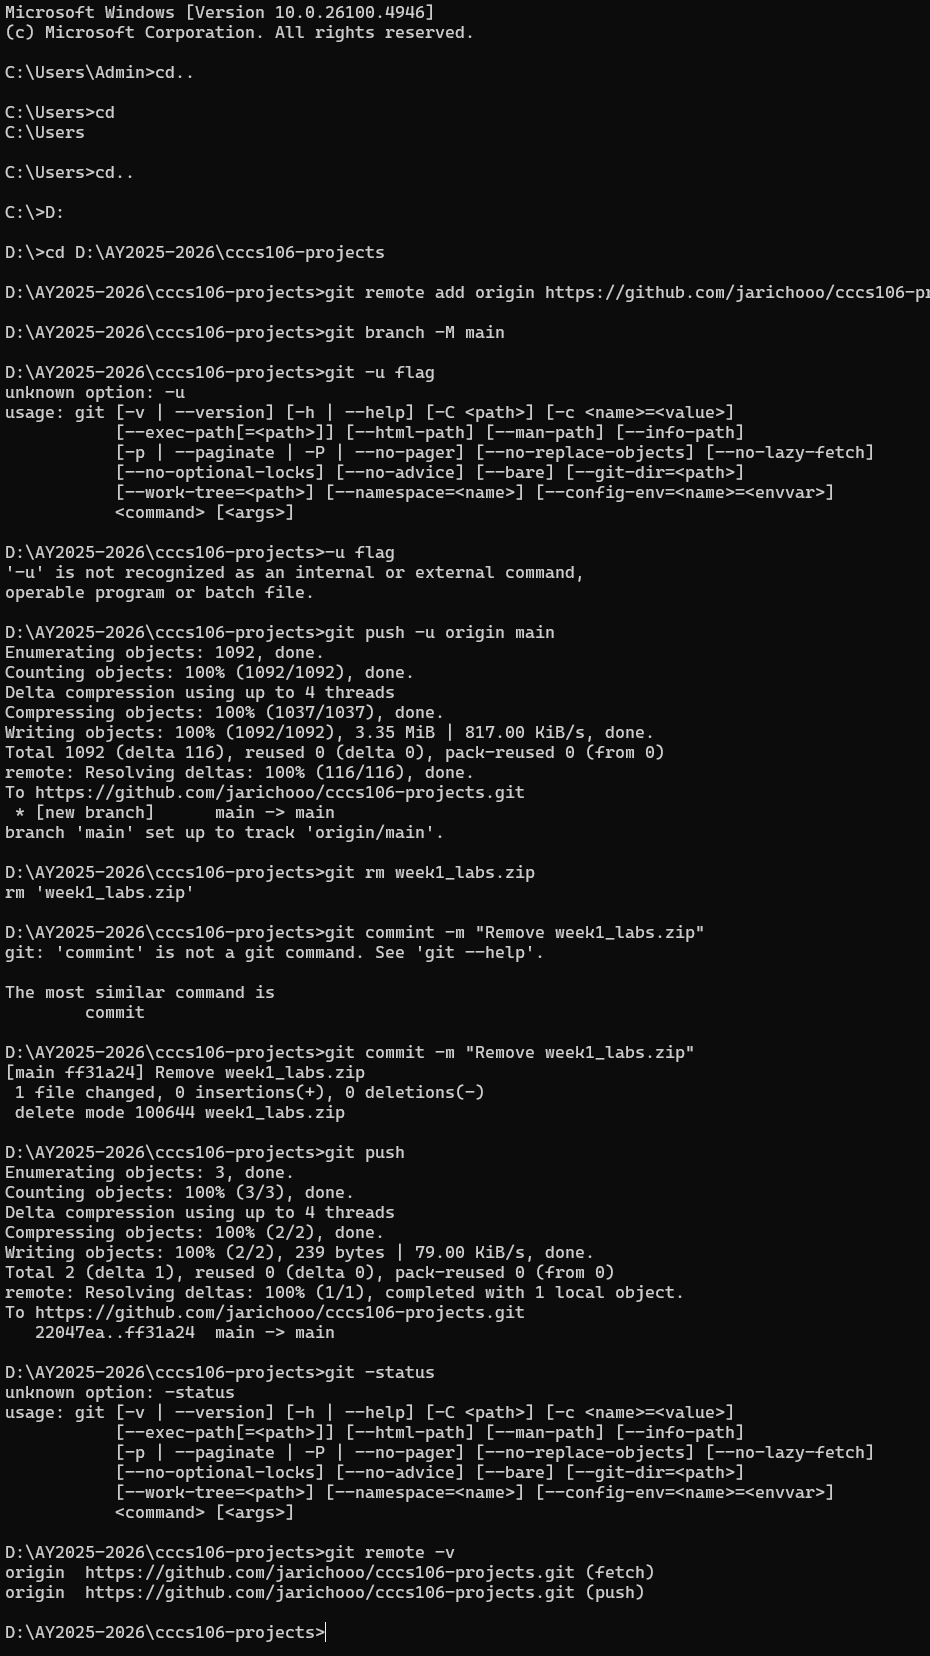 Microsoft Windows [Version 10.0.26100.4946]
(c) Microsoft Corporation. All rights reserved.
C:\Users\Admin>cd..
C:\Users>cd
C:\Users
C:\Users>cd..
C:\>D:
D:\>cd D:\AY2025-2026\cccs106-projects
D:\AY2025-2026\cccs106-projects>git remote add origin https://github.com/jarichooo/cccs106-pr
D:\AY2025-2026\cccs106-projects>git branch -M main
D:\AY2025-2026\cccs106-projects>git -u flag
unknown option: -u
usage: git [-v | --version] [-h | --help] [-C <path>] [-c <name>=<value>]
           [--exec-path[=<path>]] [--html-path] [--man-path] [--info-path]
           [-p | --paginate | -P | --no-pager] [--no-replace-objects] [--no-lazy-fetch]
           [--no-optional-locks] [--no-advice] [--bare] [--git-dir=<path>]
           [--work-tree=<path>] [--namespace=<name>] [--config-env=<name>=<envvar>]
           <command> [<args>]
D:\AY2025-2026\cccs106-projects>-u flag
'-u' is not recognized as an internal or external command,
operable program or batch file.
D:\AY2025-2026\cccs106-projects>git push -u origin main
Enumerating objects: 1092, done.
Counting objects: 100% (1092/1092), done.
Delta compression using up to 4 threads
Compressing objects: 100% (1037/1037), done.
Writing objects: 100% (1092/1092), 3.35 MiB | 817.00 KiB/s, done.
Total 1092 (delta 116), reused 0 (delta 0), pack-reused 0 (from 0)
remote: Resolving deltas: 100% (116/116), done.
To https://github.com/jarichooo/cccs106-projects.git
 * [new branch]      main -> main
branch 'main' set up to track 'origin/main'.
D:\AY2025-2026\cccs106-projects>git rm week1_labs.zip
rm 'week1_labs.zip'
D:\AY2025-2026\cccs106-projects>git commint -m "Remove week1_labs.zip"
git: 'commint' is not a git command. See 'git --help'.
The most similar command is
        commit
D:\AY2025-2026\cccs106-projects>git commit -m "Remove week1_labs.zip"
[main ff31a24] Remove week1_labs.zip
 1 file changed, 0 insertions(+), 0 deletions(-)
 delete mode 100644 week1_labs.zip
D:\AY2025-2026\cccs106-projects>git push
Enumerating objects: 3, done.
Counting objects: 100% (3/3), done.
Delta compression using up to 4 threads
Compressing objects: 100% (2/2), done.
Writing objects: 100% (2/2), 239 bytes | 79.00 KiB/s, done.
Total 2 (delta 1), reused 0 (delta 0), pack-reused 0 (from 0)
remote: Resolving deltas: 100% (1/1), completed with 1 local object.
To https://github.com/jarichooo/cccs106-projects.git
   22047ea..ff31a24  main -> main
D:\AY2025-2026\cccs106-projects>git -status
unknown option: -status
usage: git [-v | --version] [-h | --help] [-C <path>] [-c <name>=<value>]
           [--exec-path[=<path>]] [--html-path] [--man-path] [--info-path]
           [-p | --paginate | -P | --no-pager] [--no-replace-objects] [--no-lazy-fetch]
           [--no-optional-locks] [--no-advice] [--bare] [--git-dir=<path>]
           [--work-tree=<path>] [--namespace=<name>] [--config-env=<name>=<envvar>]
           <command> [<args>]
D:\AY2025-2026\cccs106-projects>git remote -v
origin  https://github.com/jarichooo/cccs106-projects.git (fetch)
origin  https://github.com/jarichooo/cccs106-projects.git (push)
D:\AY2025-2026\cccs106-projects>